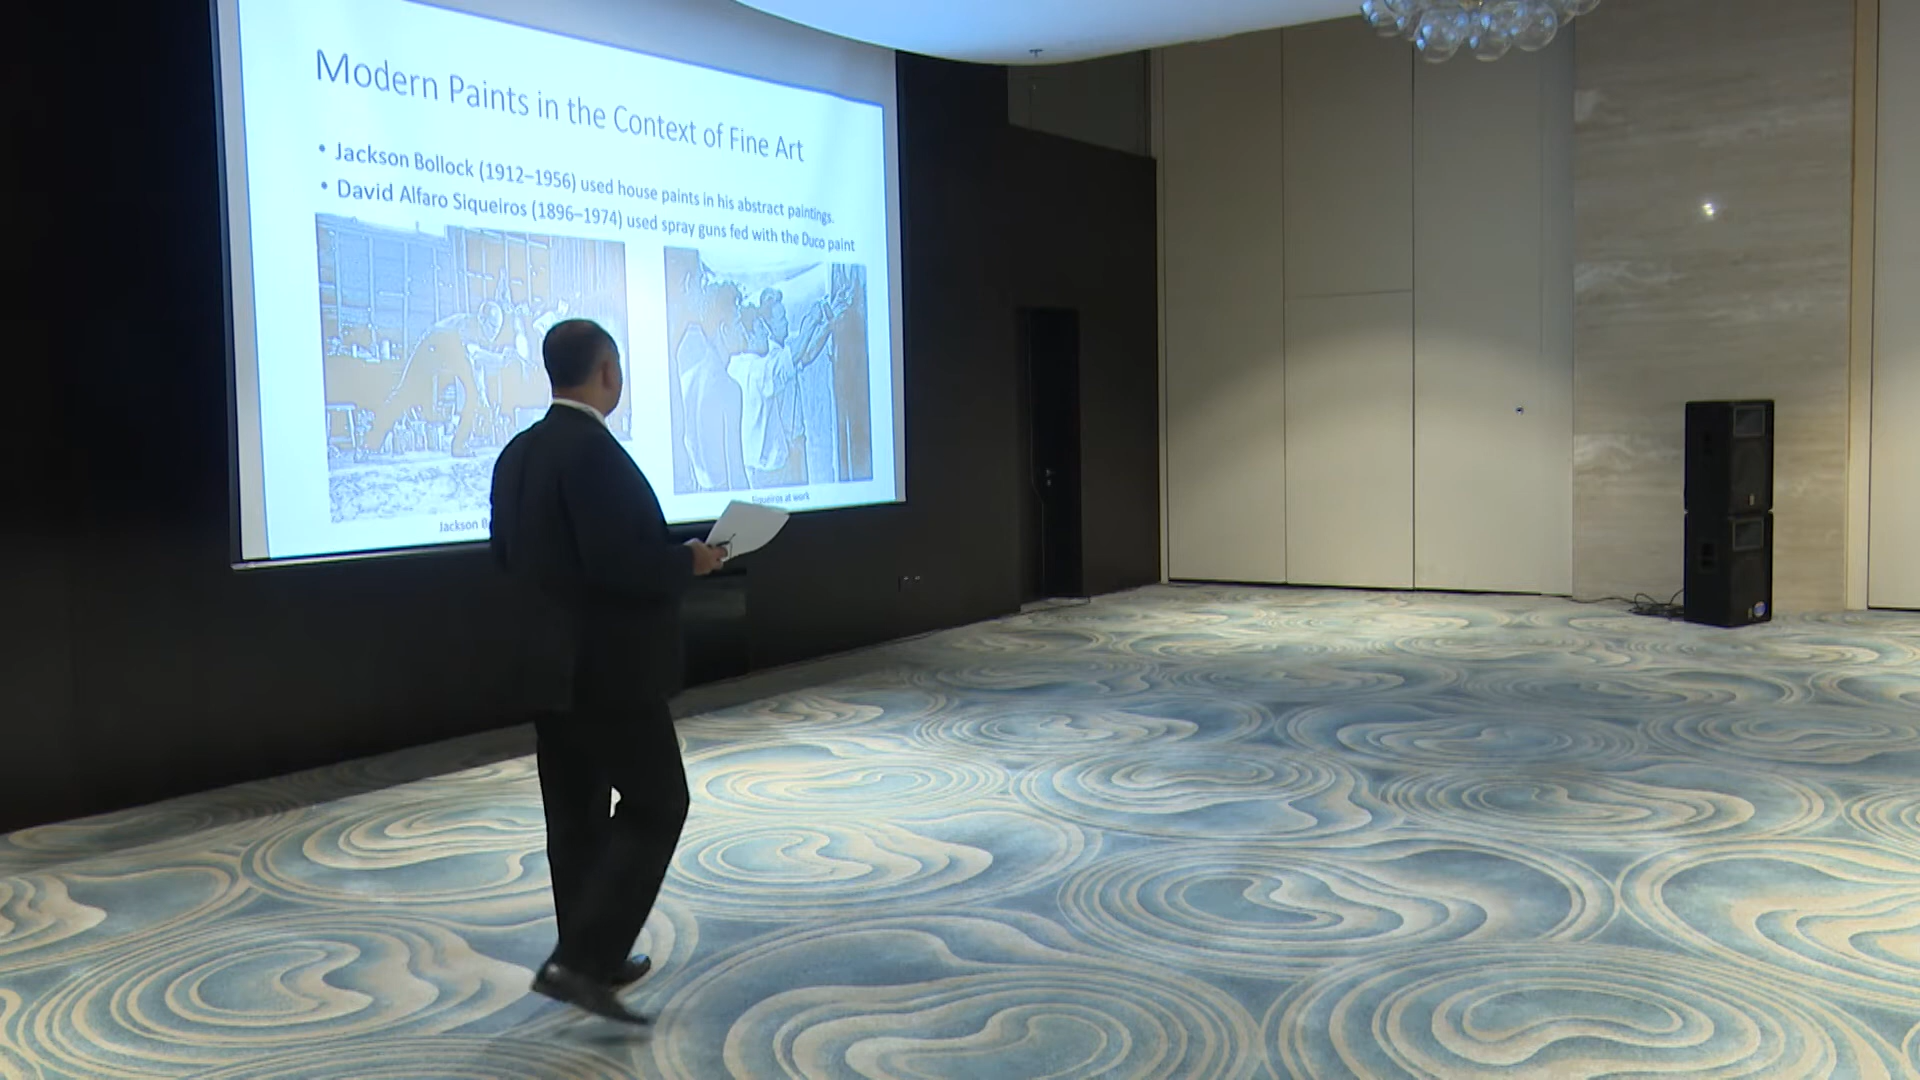 Modern Paints in the Context of Fine Art
• Jackson Bollock (1912–1956) used house paints in his abstract paintings.
• David Alfaro Siqueiros (1896–1974) used spray guns fed with the Duco paint
Jackson
Siqueiros at work